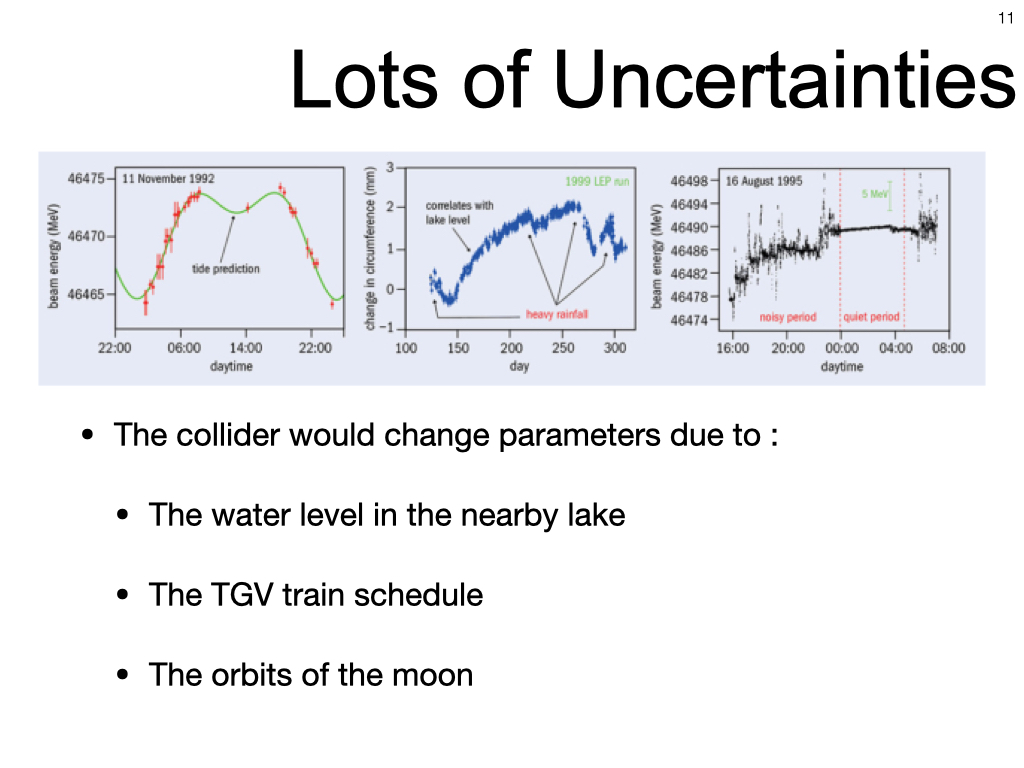 11
Lots of Uncertainties
46475
46470
46465
beam energy (MeV)
11 November 1992
tide prediction
22:00 06:00 14:00 22:00
daytime
change in circumference (mm)
3
2
1
0
−1
1999 LEP run
correlates with
lake level
heavy rainfall
100 150 200 250 300
day
beam energy (MeV)
46498
46494
46490
46486
46482
46478
46474
16 August 1995
5 MeV
noisy period quiet period
16:00 20:00 00:00 04:00 08:00
daytime
• The collider would change parameters due to :
• The water level in the nearby lake
• The TGV train schedule
• The orbits of the moon